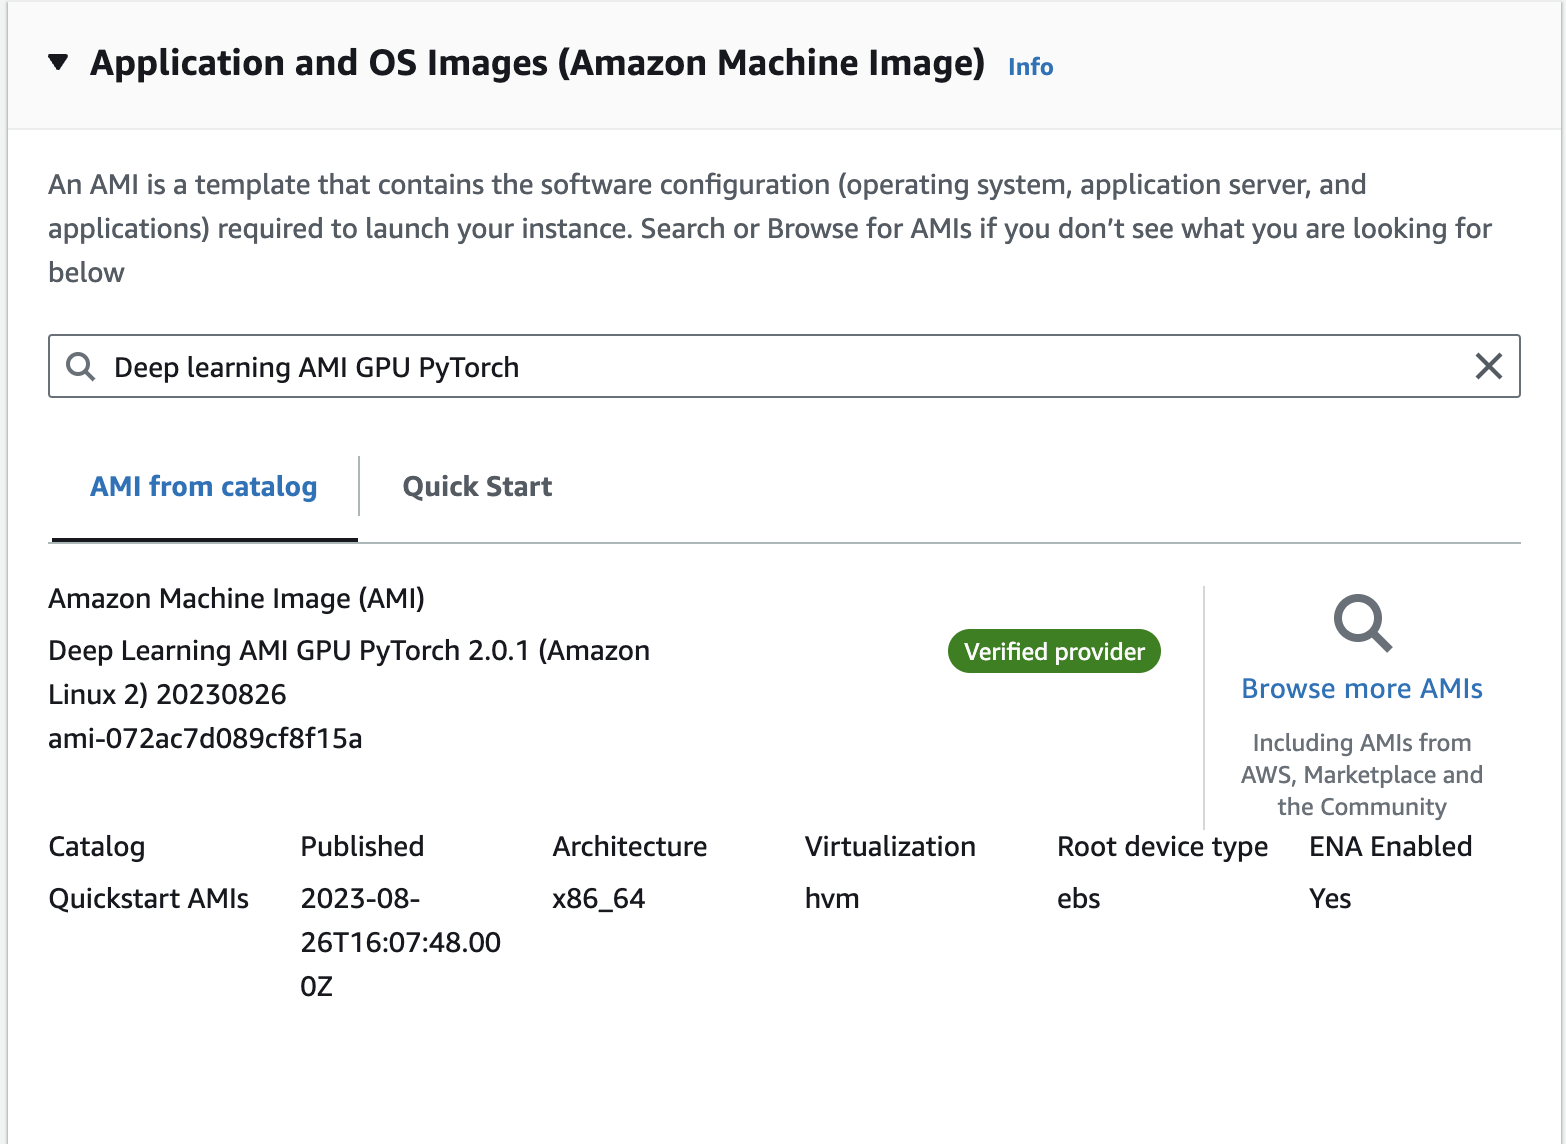 Application and OS Images (Amazon Machine Image) Info
An AMI is a template that contains the software configuration (operating system, application server, and
applications) required to launch your instance. Search or Browse for AMIs if you don’t see what you are looking for
below
Deep learning AMI GPU PyTorch
AMI from catalog
Quick Start
Amazon Machine Image (AMI)
Deep Learning AMI GPU PyTorch 2.0.1 (Amazon
Linux 2) 20230826
ami-072ac7d089cf8f15a
Verified provider
Browse more AMIs
Including AMIs from
AWS, Marketplace and
the Community
Catalog
Quickstart AMIs
Published
2023-08-
26T16:07:48.00
0Z
Architecture
x86_64
Virtualization
hvm
Root device type
ebs
ENA Enabled
Yes